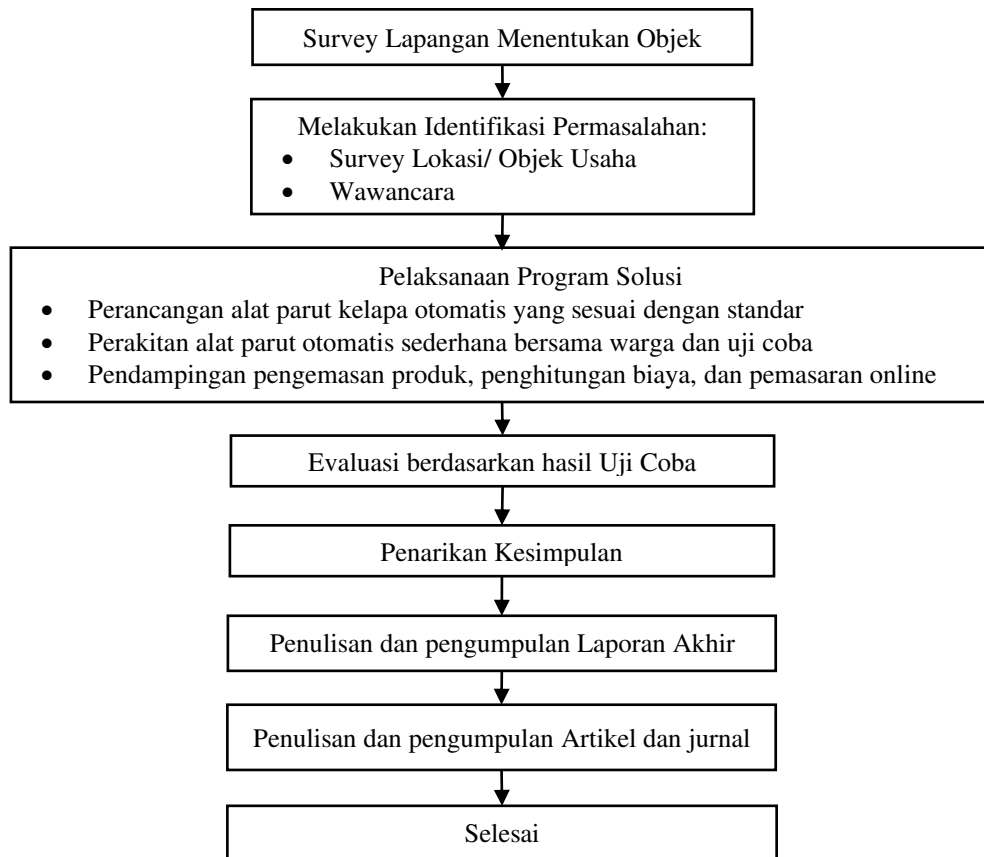 Survey Lapangan Menentukan Objek
Melakukan Identifikasi Permasalahan:
• Survey Lokasi/ Objek Usaha
• Wawancara
Pelaksanaan Program Solusi
• Perancangan alat parut kelapa otomatis yang sesuai dengan standar
• Perakitan alat parut otomatis sederhana bersama warga dan uji coba
• Pendampingan pengemasan produk, penghitungan biaya, dan pemasaran online
Evaluasi berdasarkan hasil Uji Coba
Penarikan Kesimpulan
Penulisan dan pengumpulan Laporan Akhir
Penulisan dan pengumpulan Artikel dan jurnal
Selesai